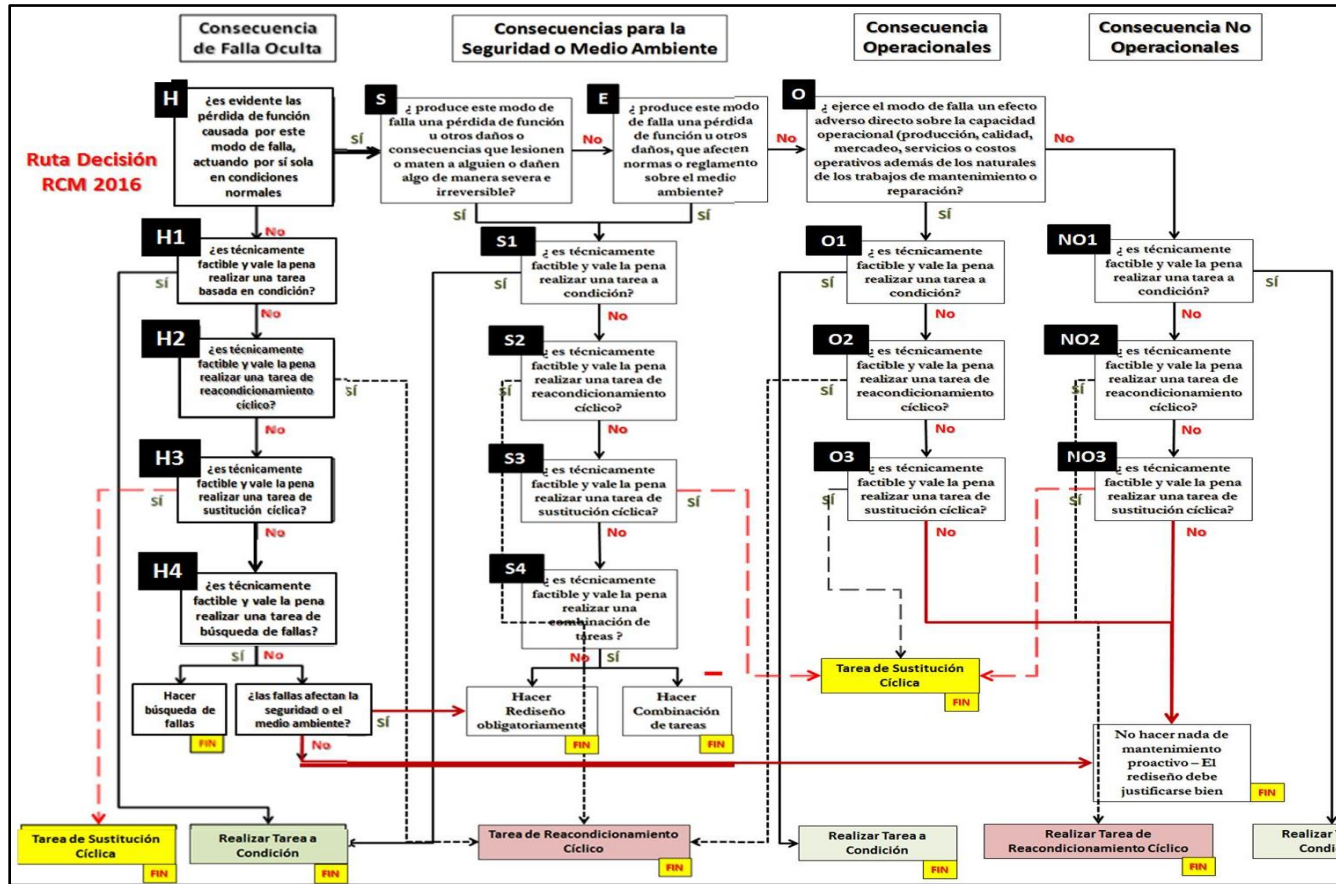 Consecuencia
de Falla Oculta
Consecuencias para la
Seguridad o Medio Ambiente
Consecuencia
Operacionales
Consecuencia No
Operacionales
Ruta Decisión
RCM 2016
H
¿es evidente las
pérdida de función
causada por este
modo de falla,
actuando por sí sola
en condiciones
normales
SÍ
No
S
¿ produce este modo de
falla una pérdida de función
u otros daños o
consecuencias que lesionen
o maten a alguien o dañen
algo de manera severa e
irreversible?
No
SÍ
E
¿ produce este modo
de falla una pérdida
de función u otros
daños, que afecten
normas o reglamento
sobre el medio
ambiente?
No
SÍ
O
¿ ejerce el modo de falla un efecto
adverso directo sobre la capacidad
operacional (producción, calidad,
mercadeo, servicios o costos
operativos además de los naturales
de los trabajos de mantenimiento o
reparación?
No
SÍ
H1
¿es técnicamente
factible y vale la pena
realizar una tarea
basada en condición?
SÍ
No
S1
¿ es técnicamente
factible y vale la pena
realizar una tarea a
condición?
SÍ
No
O1
¿ es técnicamente
factible y vale la pena
realizar una tarea a
condición?
SÍ
No
NO1
¿ es técnicamente
factible y vale la pena
realizar una tarea a
condición?
SÍ
No
H2
¿es técnicamente
factible y vale la pena
realizar una tarea de
reacondicionamiento
cíclico?
SÍ
No
S2
¿ es técnicamente
factible y vale la pena
realizar una tarea de
reacondicionamiento
cíclico?
SÍ
No
O2
¿ es técnicamente
factible y vale la pena
realizar una tarea de
reacondicionamiento
cíclico?
SÍ
No
NO2
¿ es técnicamente
factible y vale la pena
realizar una tarea de
reacondicionamiento
cíclico?
SÍ
No
H3
¿es técnicamente
factible y vale la pena
realizar una tarea de
sustitución cíclica?
SÍ
No
S3
¿ es técnicamente
factible y vale la pena
realizar una tarea de
sustitución cíclica?
SÍ
No
O3
¿ es técnicamente
factible y vale la pena
realizar una tarea de
sustitución cíclica?
SÍ
No
NO3
¿ es técnicamente
factible y vale la pena
realizar una tarea de
sustitución cíclica?
SÍ
No
H4
¿es técnicamente
factible y vale la pena
realizar una tarea de
búsqueda de fallas?
SÍ
No
S4
¿ es técnicamente
factible y vale la pena
realizar una
combinación de
tareas ?
No
SÍ
Hacer
búsqueda de
fallas
FIN
¿las fallas afectan la
seguridad o el
medio ambiente?
SÍ
No
Hacer
Rediseño
obligatoriamente
FIN
Hacer
Combinación
de tareas
FIN
Tarea de Sustitución
Cíclica
FIN
No hacer nada de
mantenimiento
proactivo – El
rediseño debe
justificarse bien
FIN
Tarea de Sustitución
Cíclica
FIN
Realizar Tarea a
Condición
FIN
Tarea de Reacondicionamiento
Cíclico
FIN
Realizar Tarea a
Condición
FIN
Realizar Tarea de
Reacondicionamiento Cíclico
FIN
Realizar